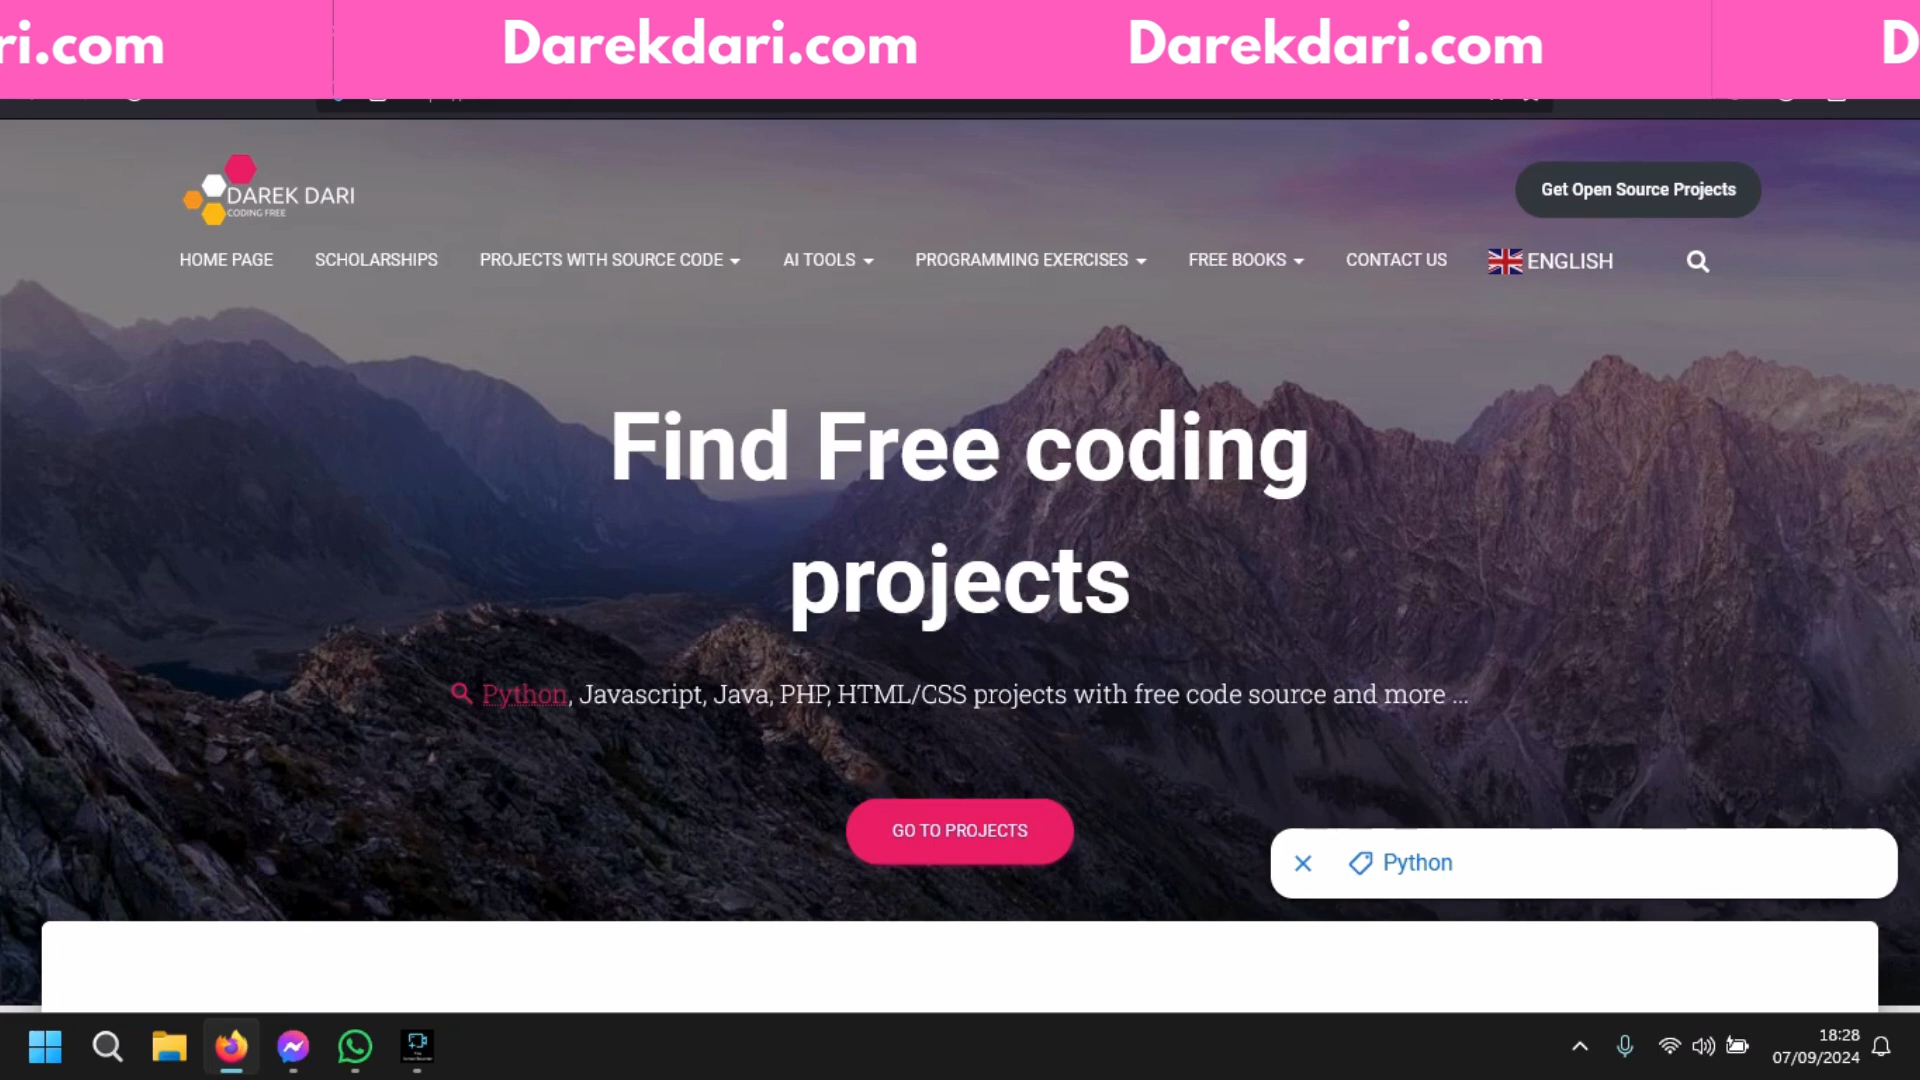 ri.com Darekdari.com Darekdari.com D
DAREK DARI
CODING FREE
Get Open Source Projects
HOME PAGE SCHOLARSHIPS PROJECTS WITH SOURCE CODE AI TOOLS PROGRAMMING EXERCISES FREE BOOKS CONTACT US ENGLISH
Find Free coding
projects
Python, Javascript, Java, PHP, HTML/CSS projects with free code source and more ...
GO TO PROJECTS
Python
18:28
07/09/2024